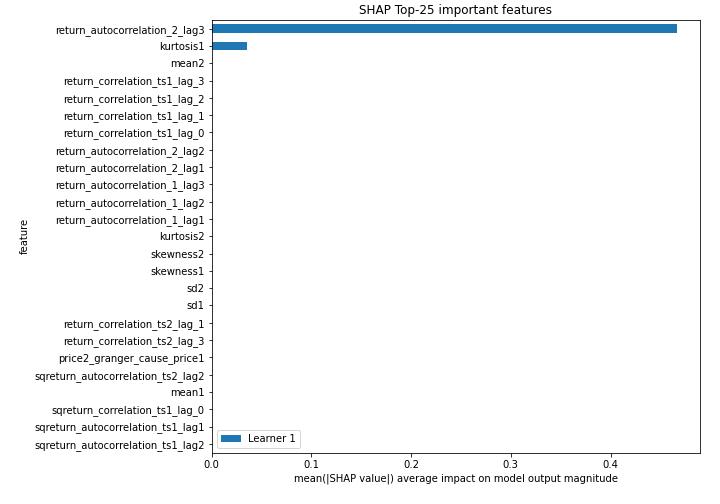 SHAP Top-25 important features
return_autocorrelation_2_lag3
kurtosis1
mean2
return_correlation_ts1_lag_3
return_correlation_ts1_lag_2
return_correlation_ts1_lag_1
return_correlation_ts1_lag_0
return_autocorrelation_2_lag2
return_autocorrelation_2_lag1
return_autocorrelation_1_lag3
return_autocorrelation_1_lag2
return_autocorrelation_1_lag1
kurtosis2
skewness2
skewness1
sd2
sd1
return_correlation_ts2_lag_1
return_correlation_ts2_lag_3
price2_granger_cause_price1
sqreturn_autocorrelation_ts2_lag2
mean1
sqreturn_correlation_ts1_lag_0
sqreturn_autocorrelation_ts1_lag1
sqreturn_autocorrelation_ts1_lag2
feature
Learner 1
0.0 0.1 0.2 0.3 0.4
mean(|SHAP value|) average impact on model output magnitude